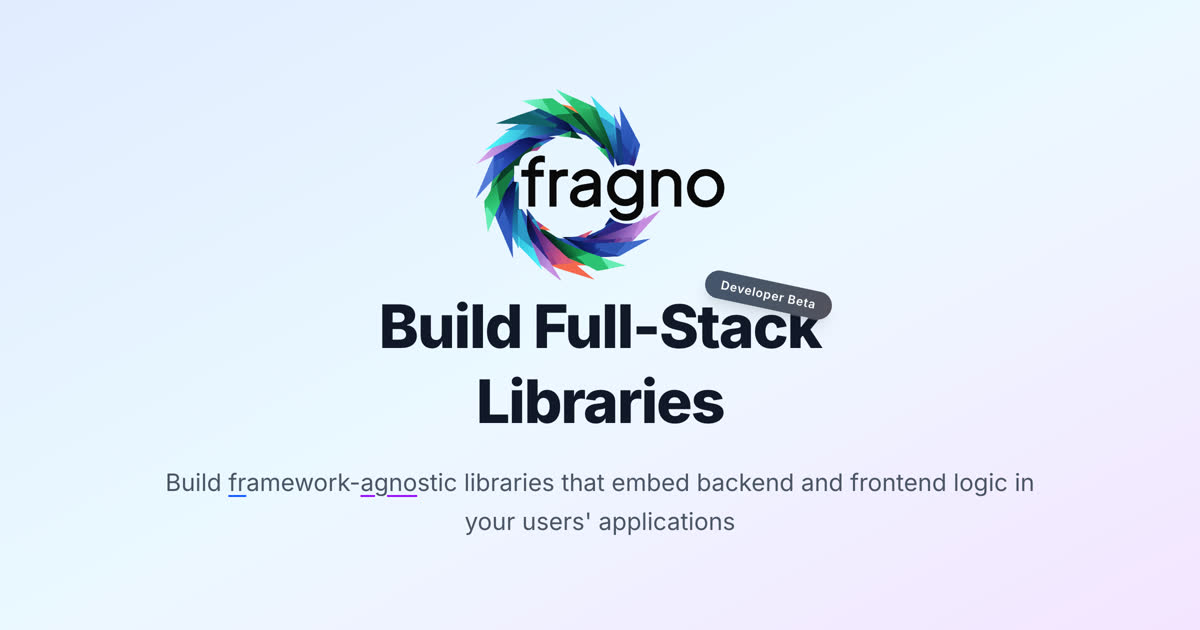 fragno
Developer Beta
Build Full-Stack
Libraries
Build framework-agnostic libraries that embed backend and frontend logic in
your users' applications